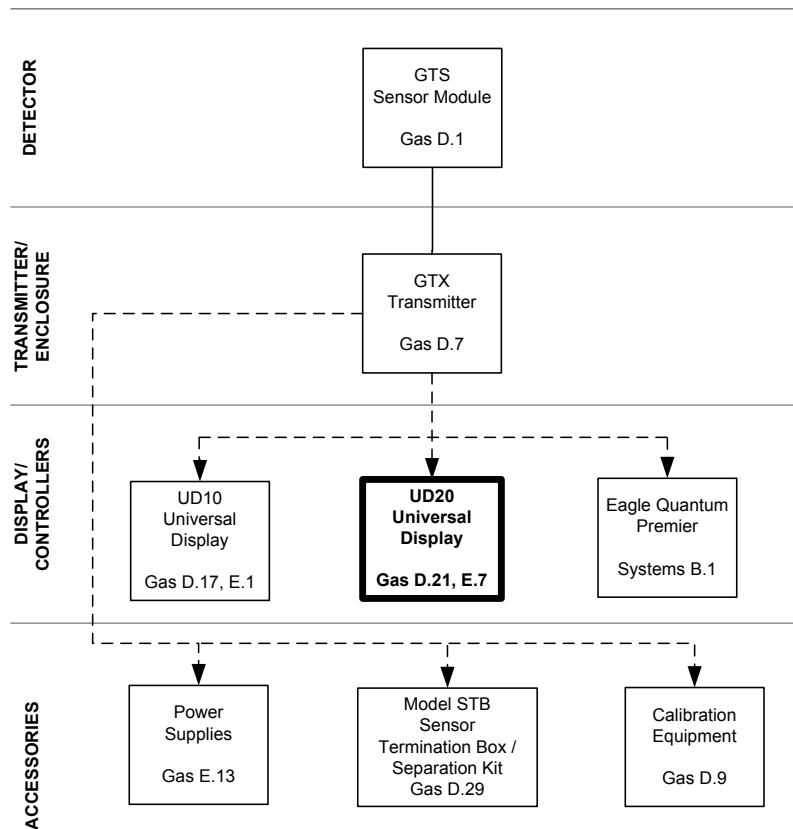 DETECTOR
GTS
Sensor Module
Gas D.1
TRANSMITTER/
ENCLOSURE
GTX
Transmitter
Gas D.7
DISPLAY/
CONTROLLERS
UD10
Universal
Display
Gas D.17, E.1
UD20
Universal
Display
Gas D.21, E.7
Eagle Quantum
Premier
Systems B.1
ACCESSORIES
Power
Supplies
Gas E.13
Model STB
Sensor
Termination Box /
Separation Kit
Gas D.29
Calibration
Equipment
Gas D.9